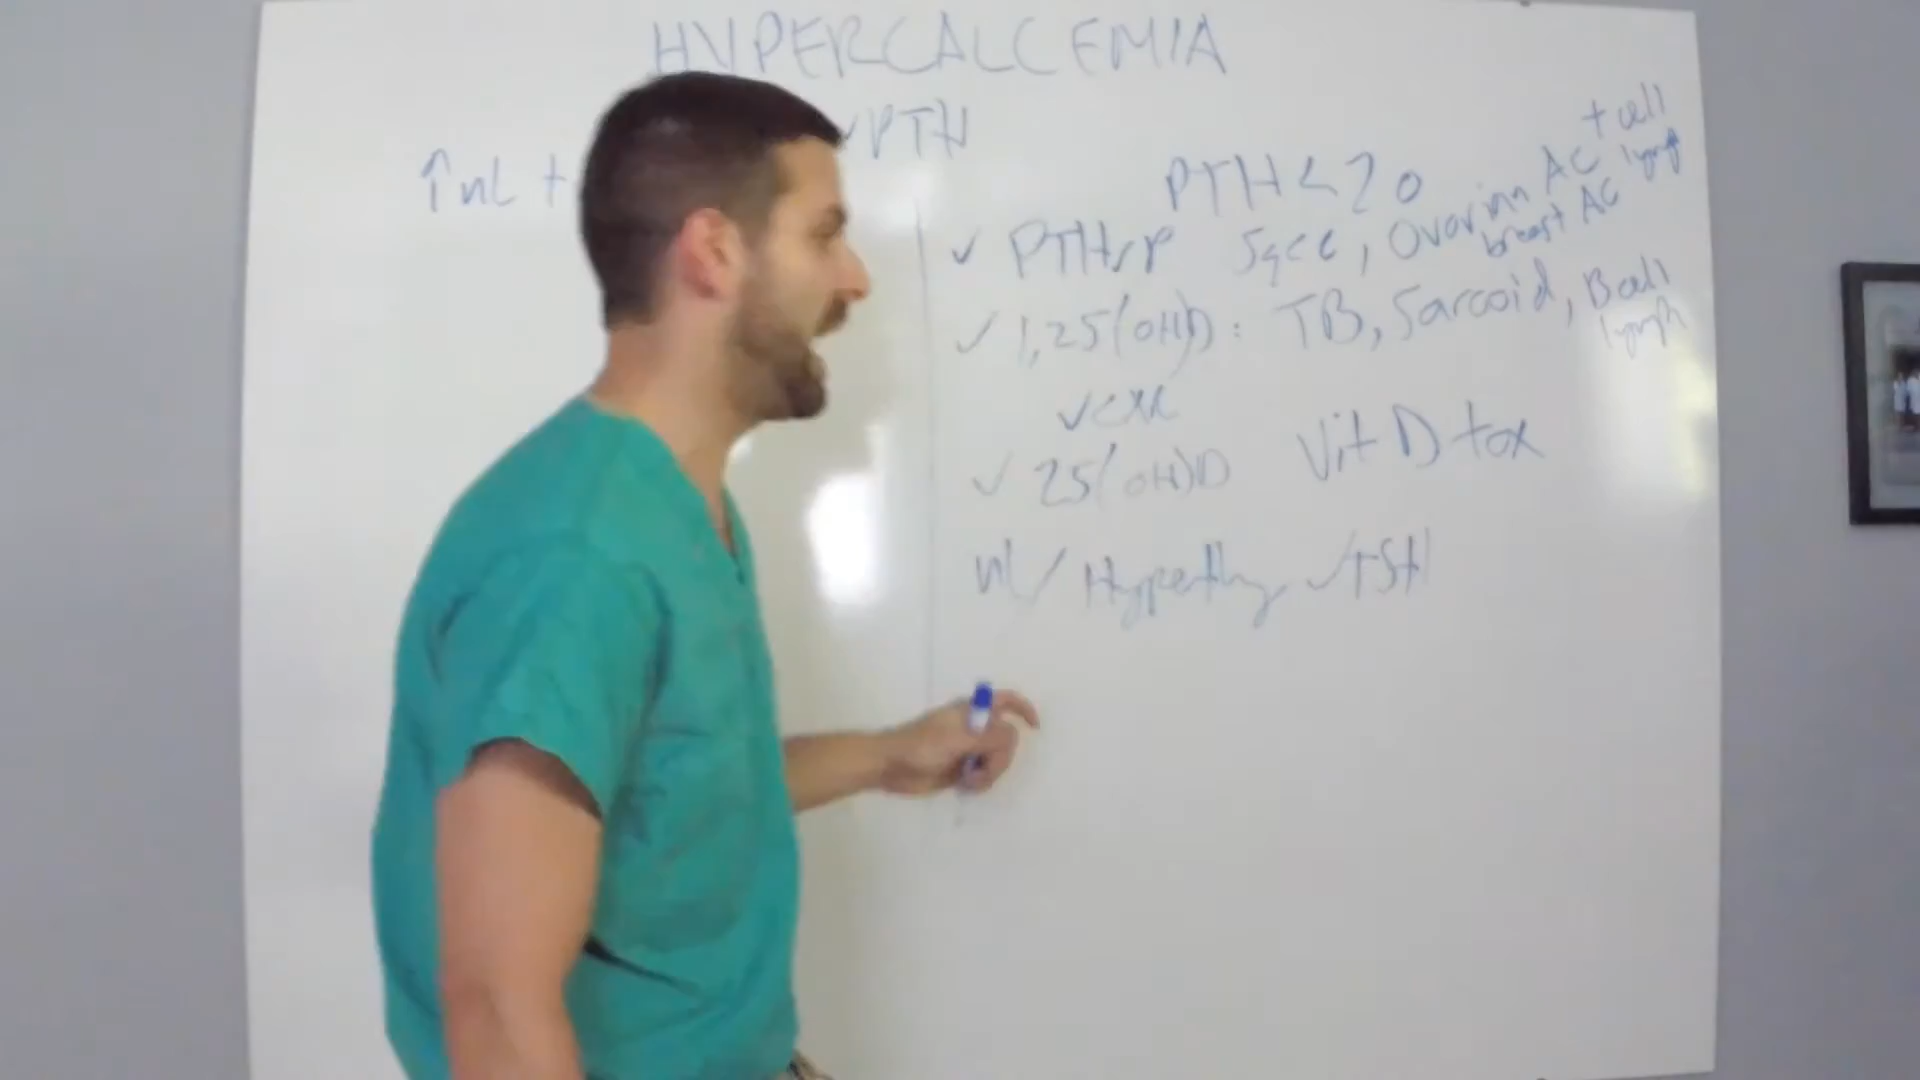 HYPERCALCEMIA
✓PTH
↑nl +
PTH<20
✓ PTHrP Sqcc, Ovarian AC
breast AC
T cell
lymph
✓ 1,25(OH)D: TB, Sarcoid, B cell
lymph
✓CXR
✓ 25(OH)D Vit D tox
nl/ Hyperthy ✓TSH